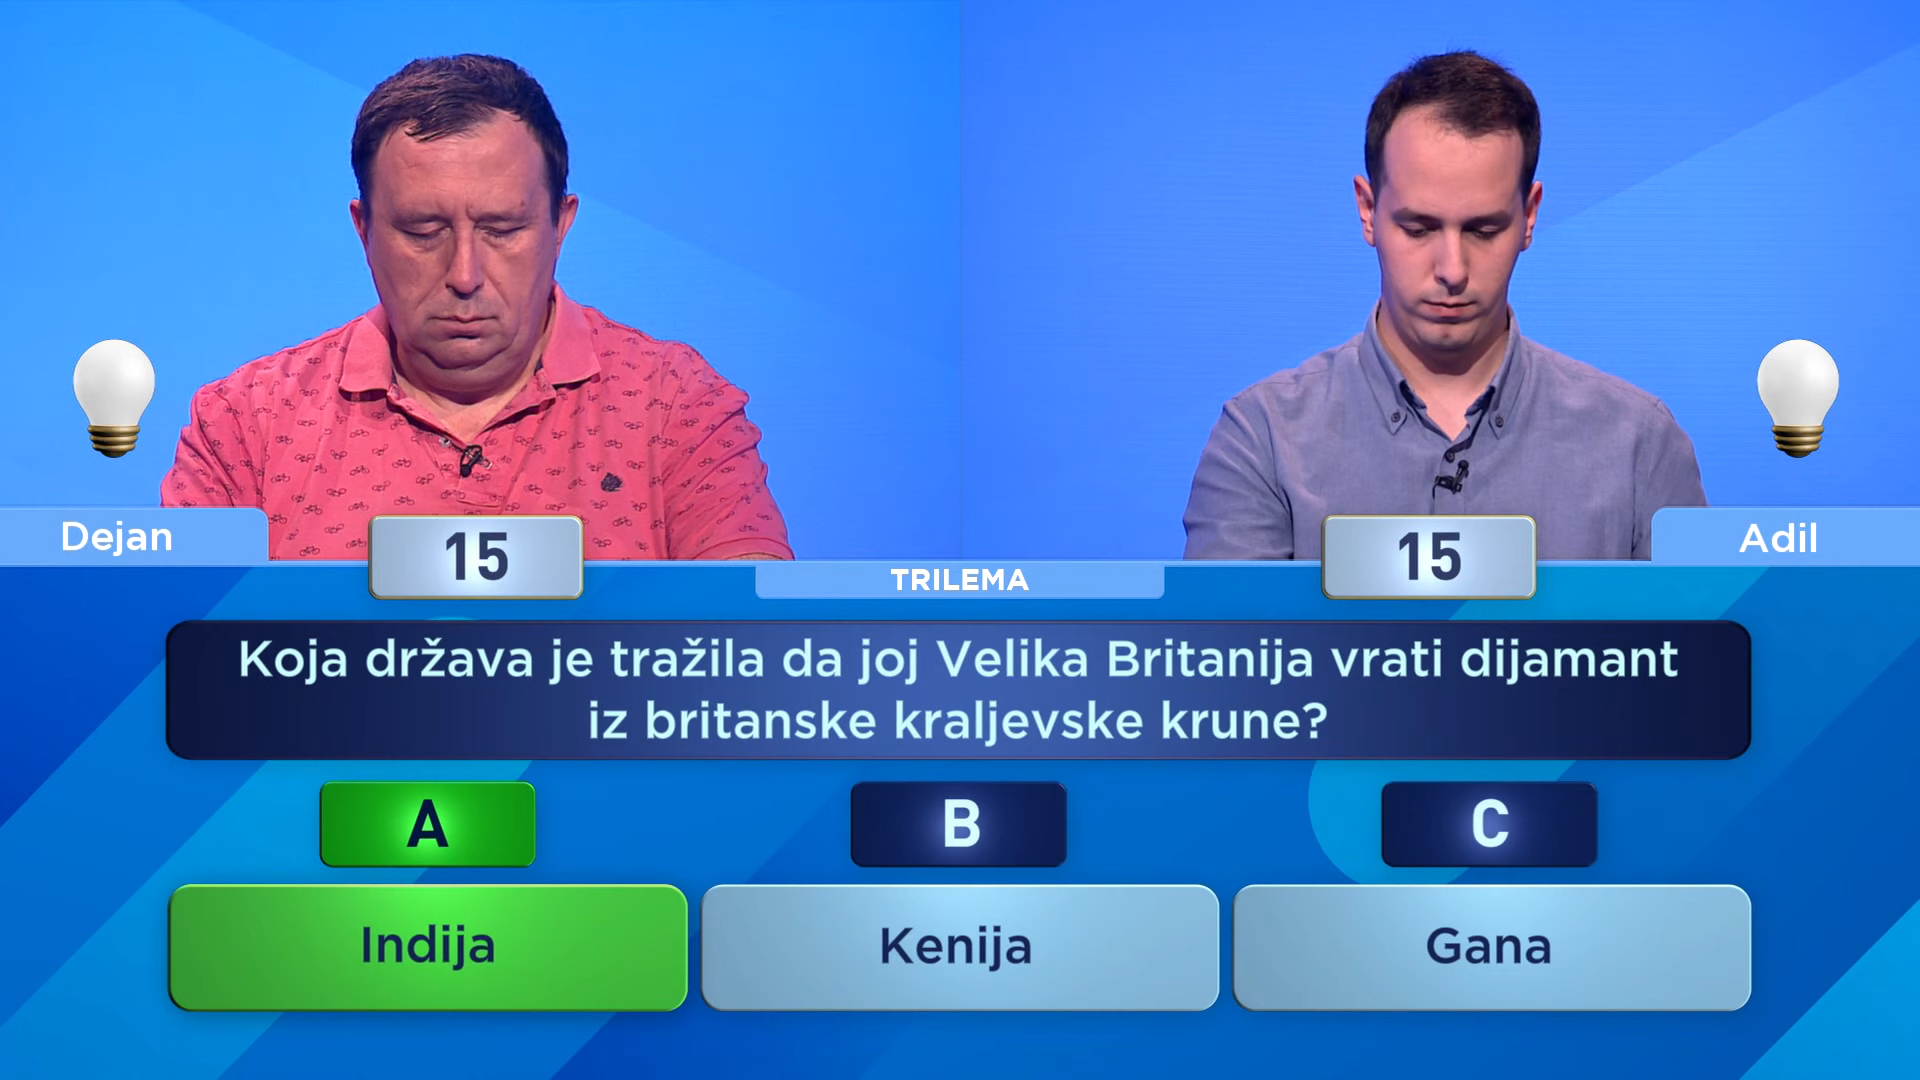 Dejan
15
TRILEMA
15
Adil
Koja država je tražila da joj Velika Britanija vrati dijamant
iz britanske kraljevske krune?
A
B
C
Indija
Kenija
Gana